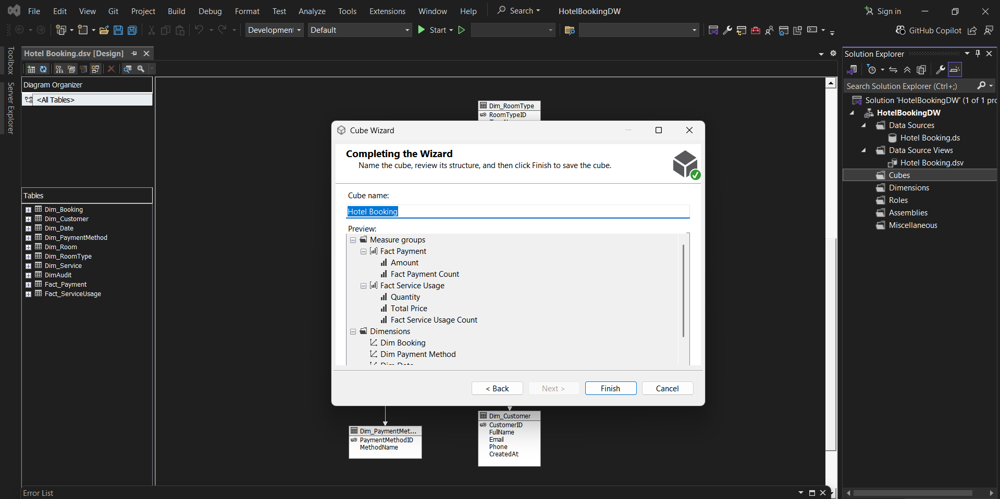 File Edit View Git Project Build Debug Format Test Analyze Tools Extensions Window Help Search HotelBookingDW Sign in
Development Default Start GitHub Copilot
Toolbox
Server Explorer
Hotel Booking.dsv [Design]
Diagram Organizer
<All Tables>
Tables
Dim_Booking
Dim_Customer
Dim_Date
Dim_PaymentMethod
Dim_Room
Dim_RoomType
Dim_Service
DimAudit
Fact_Payment
Fact_ServiceUsage
Dim_RoomType
RoomTypeID
Cube Wizard
Completing the Wizard
Name the cube, review its structure, and then click Finish to save the cube.
Cube name:
Hotel Booking
Preview:
Measure groups
Fact Payment
Amount
Fact Payment Count
Fact Service Usage
Quantity
Total Price
Fact Service Usage Count
Dimensions
Dim Booking
Dim Payment Method
Dim Date
< Back Next > Finish Cancel
Dim_PaymentMet...
PaymentMethodID
MethodName
Dim_Customer
CustomerID
FullName
Email
Phone
CreatedAt
Solution Explorer
Search Solution Explorer (Ctrl+;)
Solution 'HotelBookingDW' (1 of 1 pro
HotelBookingDW
Data Sources
Hotel Booking.ds
Data Source Views
Hotel Booking.dsv
Cubes
Dimensions
Roles
Assemblies
Miscellaneous
Error List